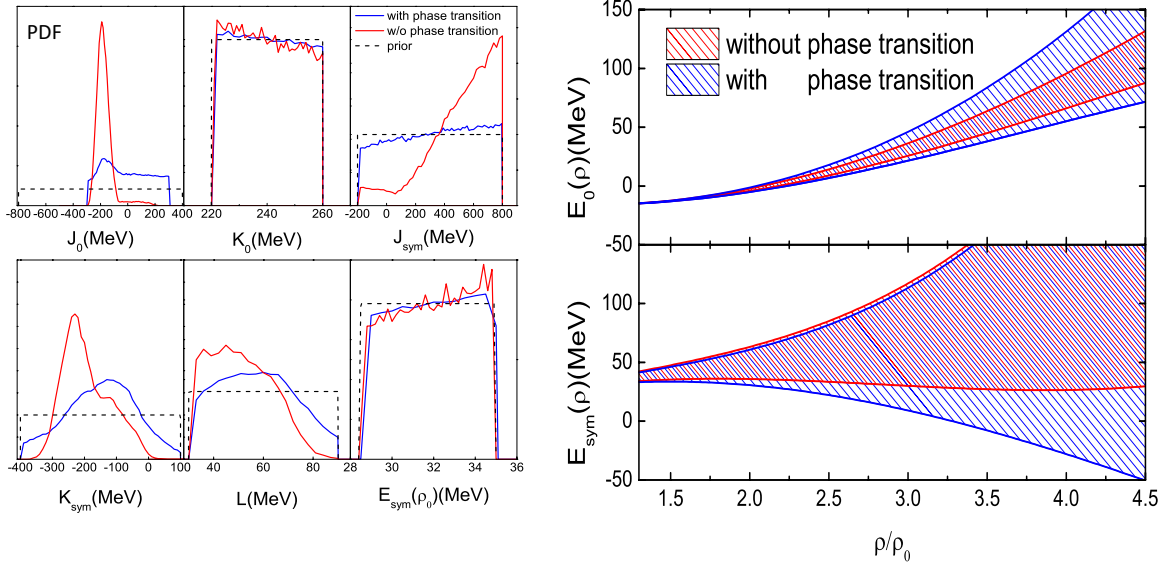 PDF
with phase transition
w/o phase transition
prior
-800 -600 -400 -200 0 200 400
J0(MeV)
220 230 240 250 260
K0(MeV)
-200 0 200 400 600 800
Jsym(MeV)
-400 -300 -200 -100 0 100
Ksym(MeV)
40 60 80
L(MeV)
28 30 32 34 36
Esym(ρ0)(MeV)
without phase transition
with phase transition
150
100
50
0
-50
E0(ρ)(MeV)
100
50
0
-50
Esym(ρ)(MeV)
1.5 2.0 2.5 3.0 3.5 4.0 4.5
ρ/ρ0